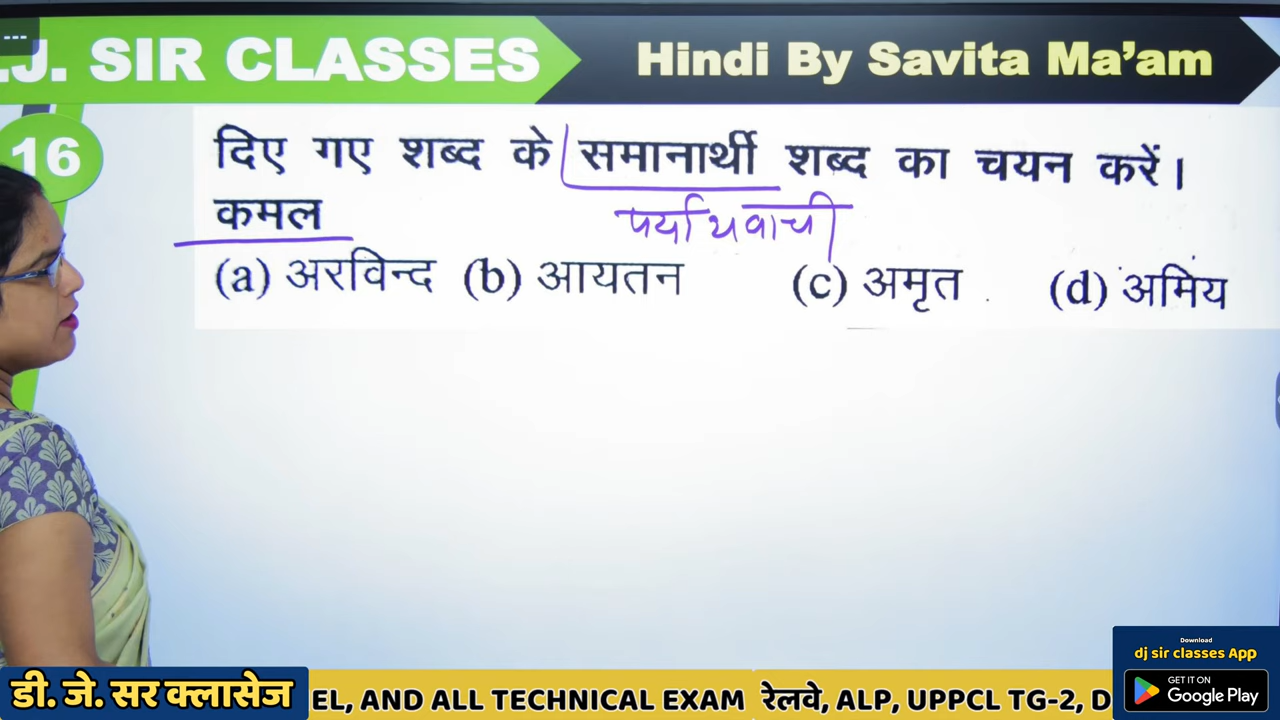 .J. SIR CLASSES
Hindi By Savita Ma’am
16
दिए गए शब्द के समानार्थी शब्द का चयन करें।
कमल
पर्यायवाची
(a) अरविन्द (b) आयतन (c) अमृत (d) अमिय
डी. जे. सर क्लासेज
EL, AND ALL TECHNICAL EXAM रेलवे, ALP, UPPCL TG-2, D
Download
dj sir classes App
GET IT ON
Google Play